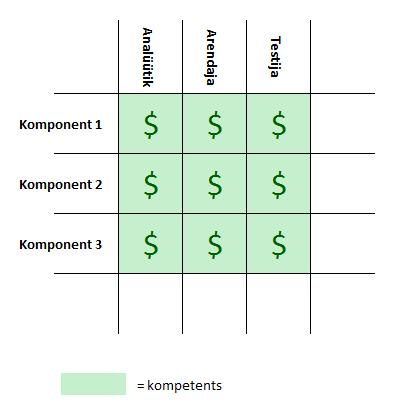 Analüütik Arendaja Testija
Komponent 1 $ $ $
Komponent 2 $ $ $
Komponent 3 $ $ $
= kompetents